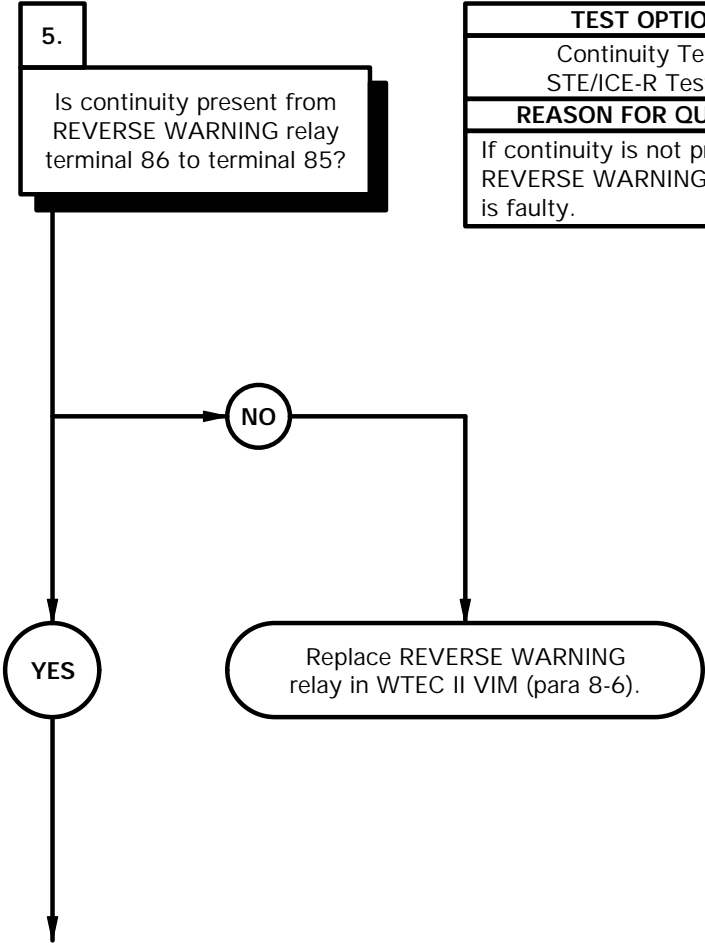 5.
Is continuity present from
REVERSE WARNING relay
terminal 86 to terminal 85?
TEST OPTIO
Continuity Te
STE/ICE-R Tes
REASON FOR QU
If continuity is not p
REVERSE WARNING
is faulty.
NO
YES
Replace REVERSE WARNING
relay in WTEC II VIM (para 8-6).